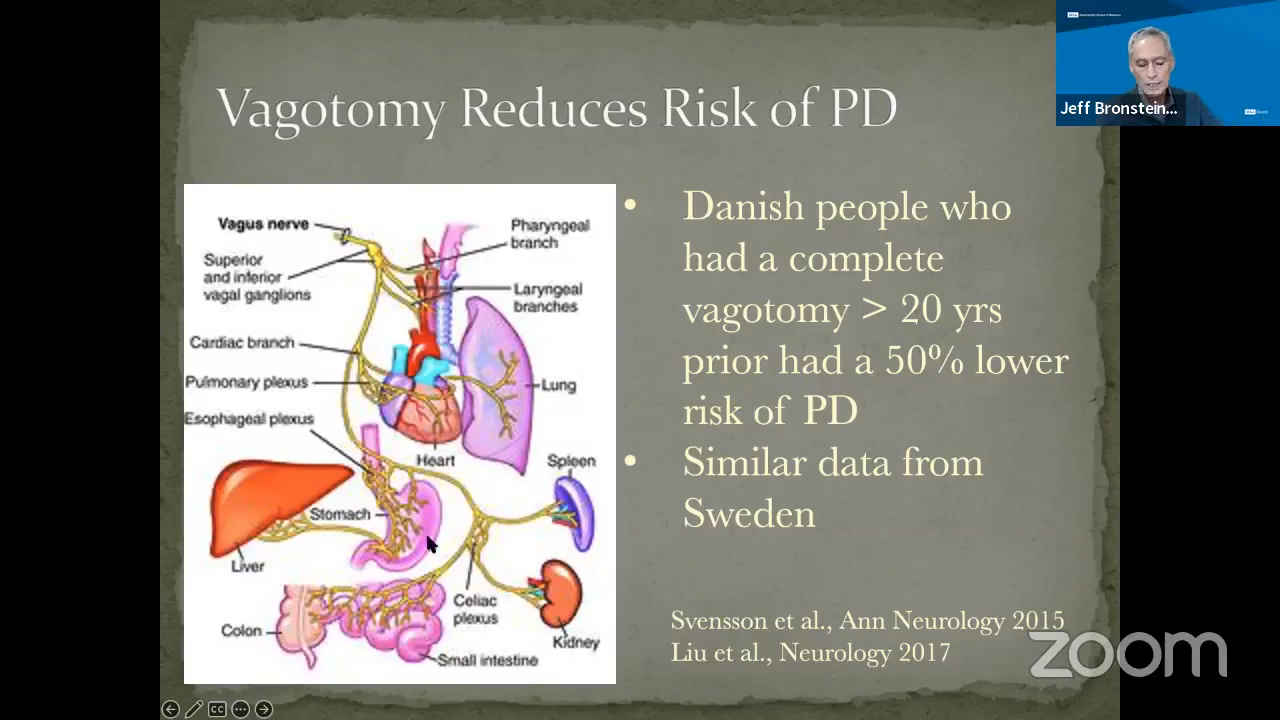 Vagotomy Reduces Risk of PD
Jeff Bronstein...
Vagus nerve
Superior
and inferior
vagal ganglions
Cardiac branch
Pulmonary plexus
Esophageal plexus
Pharyngeal
branch
Laryngeal
branches
Lung
Heart
Spleen
Stomach
Liver
Celiac
plexus
Colon
Kidney
Small intestine
• Danish people who
had a complete
vagotomy > 20 yrs
prior had a 50% lower
risk of PD
• Similar data from
Sweden
Svensson et al., Ann Neurology 2015
Liu et al., Neurology 2017
zoom
CC